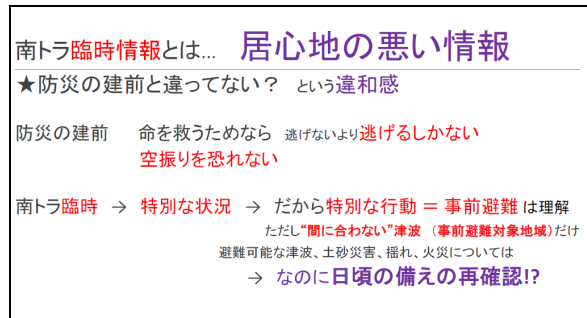 南トラ臨時情報とは... 居心地の悪い情報
★防災の建前と違ってない？ という違和感
防災の建前 命を救うためなら 逃げないより逃げるしかない
空振りを恐れない
南トラ臨時 → 特別な状況 → だから特別な行動 ＝ 事前避難 は理解
ただし“間に合わない”津波 （事前避難対象地域）だけ
避難可能な津波、土砂災害、揺れ、火災については
→ なのに日頃の備えの再確認!?